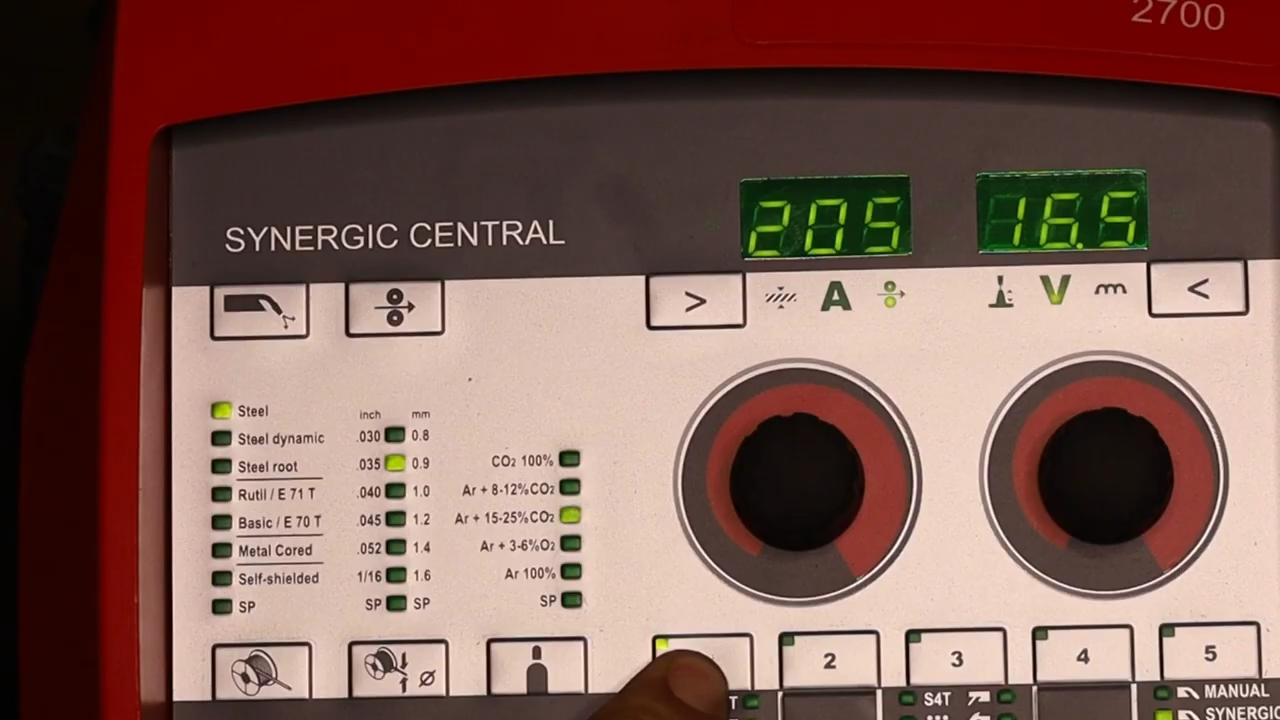 2700
205 16.5
SYNERGIC CENTRAL
> A V <
Steel
inch mm
Steel dynamic .030 0.8
Steel root .035 0.9 CO₂ 100%
Rutil / E 71 T .040 1.0 Ar + 8-12%CO₂
Basic / E 70 T .045 1.2 Ar + 15-25%CO₂
Metal Cored .052 1.4 Ar + 3-6%O₂
Self-shielded 1/16 1.6 Ar 100%
SP SP SP SP
2 3 4 5
T S4T MANUAL
SYNERGIC